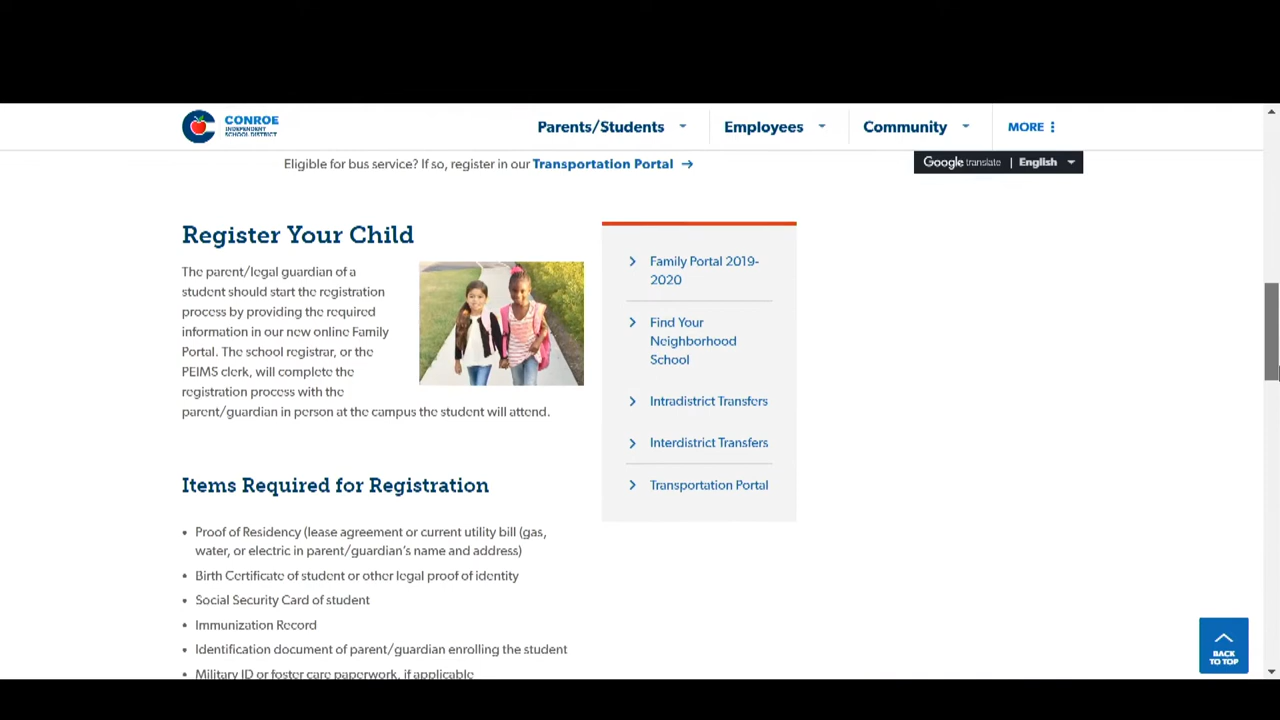 CONROE
INDEPENDENT
SCHOOL DISTRICT
Parents/Students
Employees
Community
MORE
Eligible for bus service? If so, register in our Transportation Portal →
Google translate | English
Register Your Child
The parent/legal guardian of a
student should start the registration
process by providing the required
information in our new online Family
Portal. The school registrar, or the
PEIMS clerk, will complete the
registration process with the
parent/guardian in person at the campus the student will attend.
Items Required for Registration
• Proof of Residency (lease agreement or current utility bill (gas,
water, or electric in parent/guardian's name and address)
• Birth Certificate of student or other legal proof of identity
• Social Security Card of student
• Immunization Record
• Identification document of parent/guardian enrolling the student
• Military ID or foster care paperwork, if applicable
Family Portal 2019-
2020
Find Your
Neighborhood
School
Intradistrict Transfers
Interdistrict Transfers
Transportation Portal
BACK
TO TOP